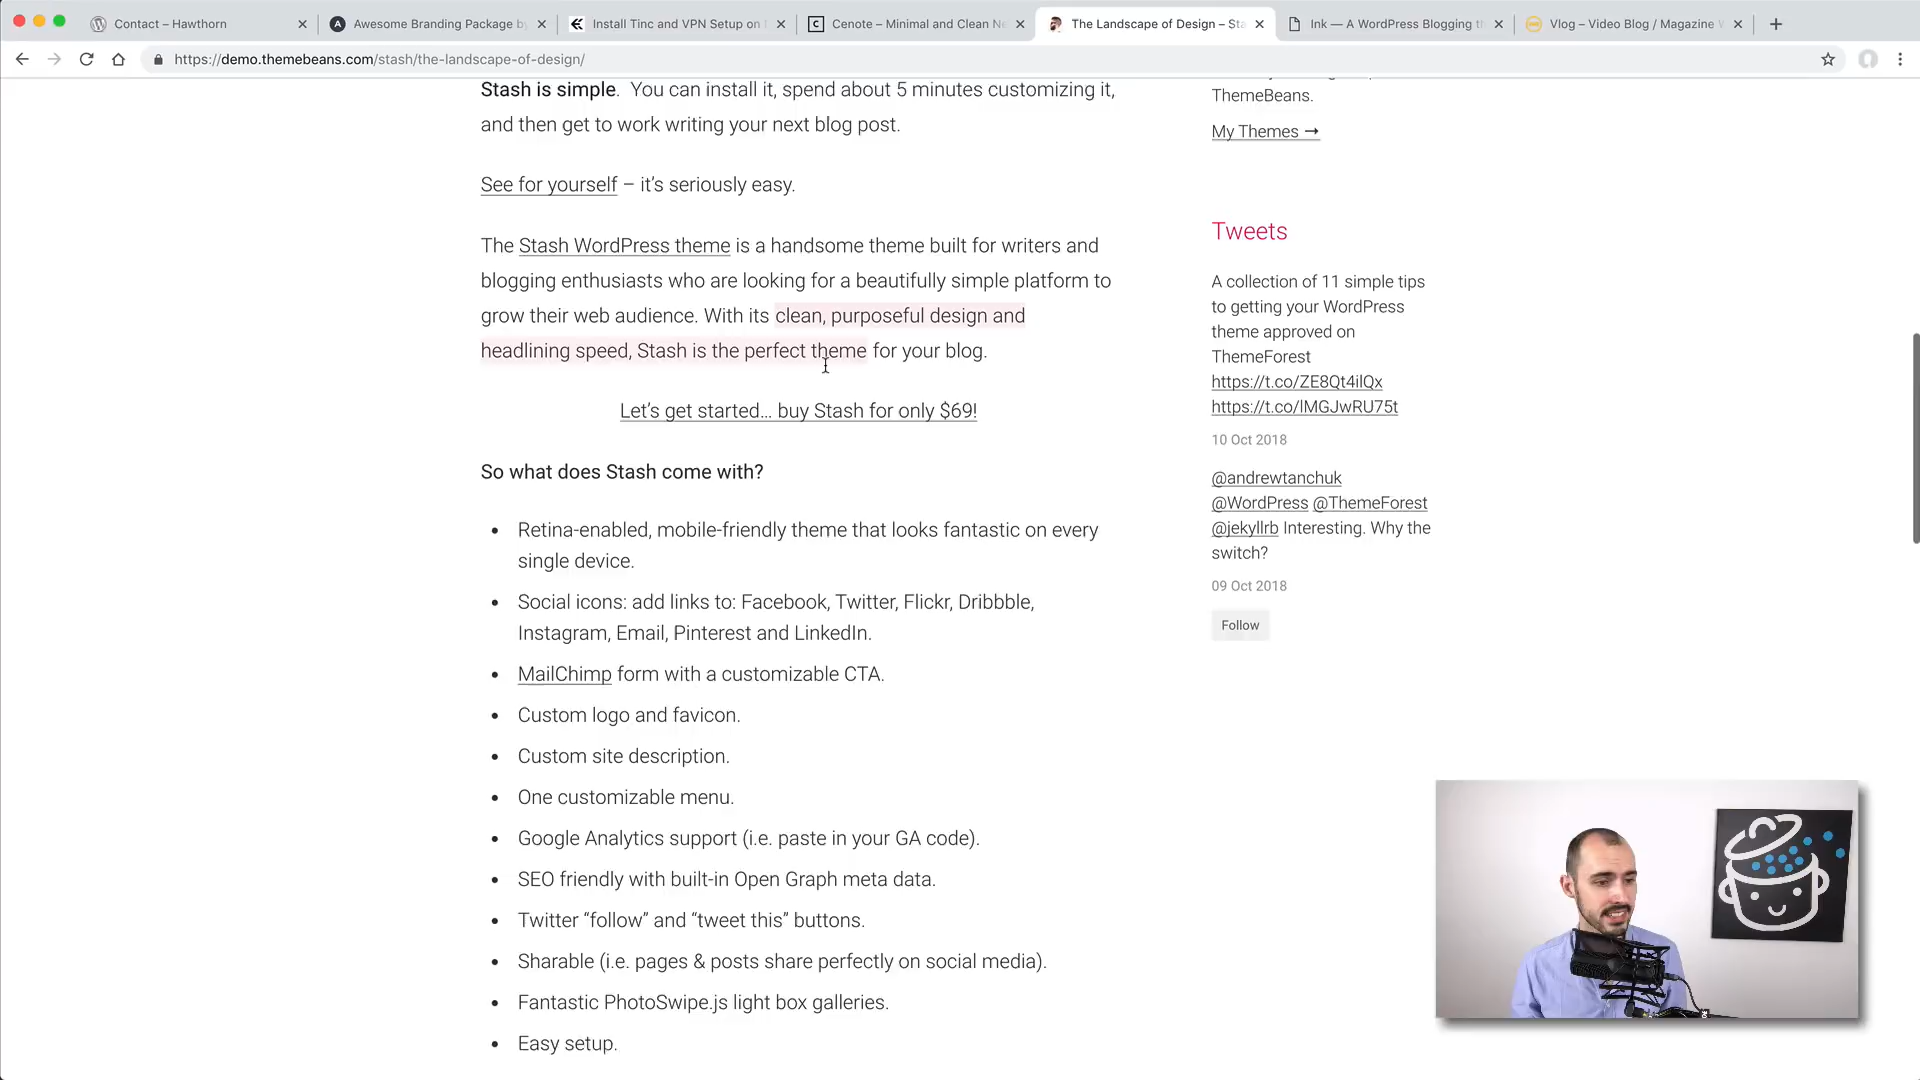 Contact – Hawthorn
Awesome Branding Package by
Install Tinc and VPN Setup on
Cenote – Minimal and Clean Ne
The Landscape of Design – Sta
Ink — A WordPress Blogging t
Vlog – Video Blog / Magazine W
https://demo.themebeans.com/stash/the-landscape-of-design/
Stash is simple. You can install it, spend about 5 minutes customizing it,
and then get to work writing your next blog post.
See for yourself – it’s seriously easy.
The Stash WordPress theme is a handsome theme built for writers and
blogging enthusiasts who are looking for a beautifully simple platform to
grow their web audience. With its clean, purposeful design and
headlining speed, Stash is the perfect theme for your blog.
Let’s get started… buy Stash for only $69!
So what does Stash come with?
Retina-enabled, mobile-friendly theme that looks fantastic on every
single device.
Social icons: add links to: Facebook, Twitter, Flickr, Dribbble,
Instagram, Email, Pinterest and LinkedIn.
MailChimp form with a customizable CTA.
Custom logo and favicon.
Custom site description.
One customizable menu.
Google Analytics support (i.e. paste in your GA code).
SEO friendly with built-in Open Graph meta data.
Twitter “follow” and “tweet this” buttons.
Sharable (i.e. pages & posts share perfectly on social media).
Fantastic PhotoSwipe.js light box galleries.
Easy setup.
ThemeBeans.
My Themes →
Tweets
A collection of 11 simple tips
to getting your WordPress
theme approved on
ThemeForest
https://t.co/ZE8Qt4ilQx
https://t.co/lMGJwRU75t
10 Oct 2018
@andrewtanchuk
@WordPress @ThemeForest
@jekyllrb Interesting. Why the
switch?
09 Oct 2018
Follow